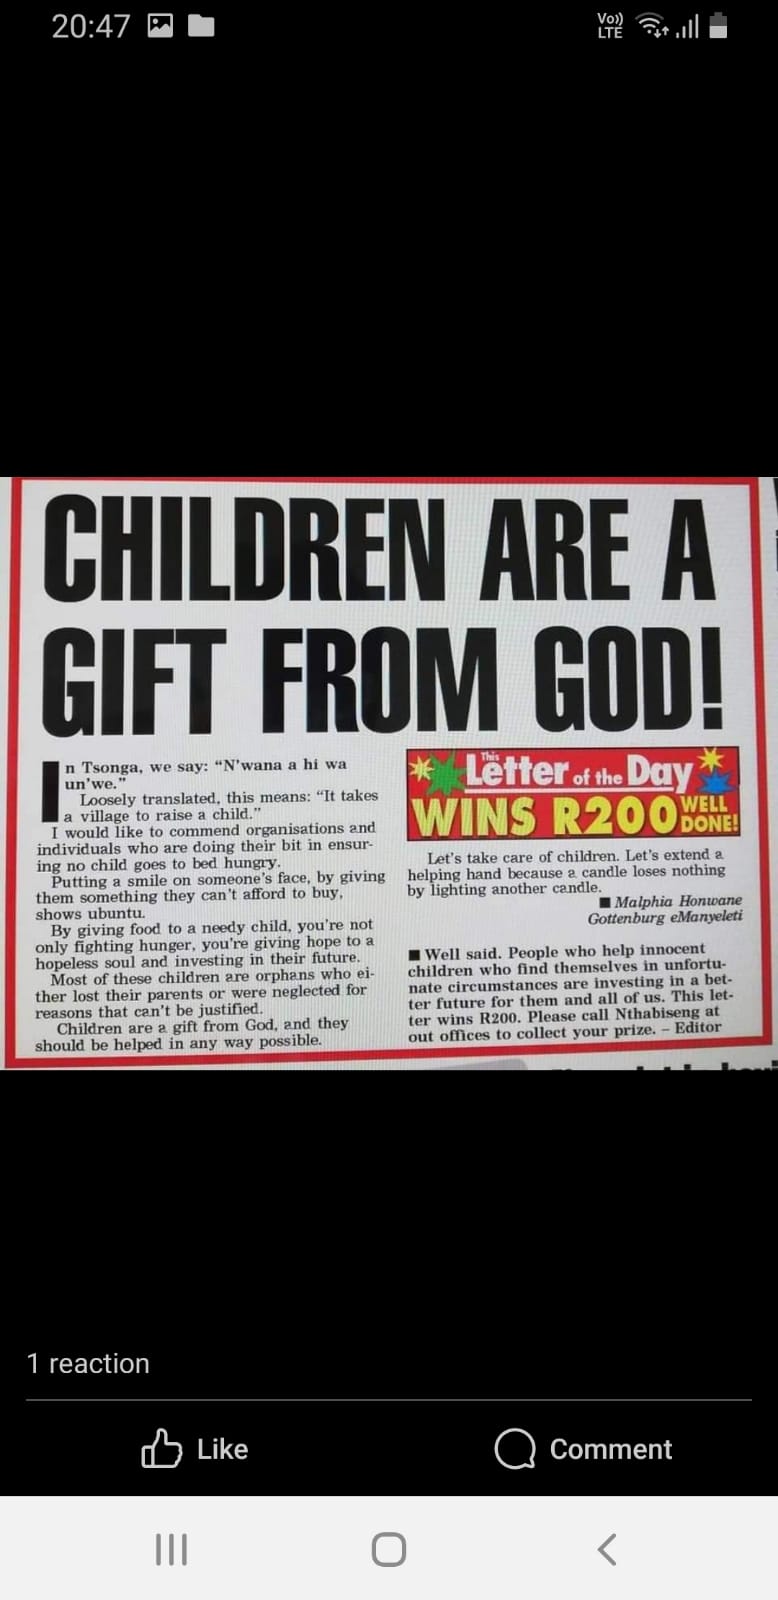 20:47
Vo))
LTE
CHILDREN ARE A
GIFT FROM GOD!
In Tsonga, we say: “N’wana a hi wa
un’we.”
Loosely translated, this means: “It takes
a village to raise a child.”
I would like to commend organisations and
individuals who are doing their bit in ensur-
ing no child goes to bed hungry.
Putting a smile on someone’s face, by giving
them something they can’t afford to buy,
shows ubuntu.
By giving food to a needy child, you’re not
only fighting hunger, you’re giving hope to a
hopeless soul and investing in their future.
Most of these children are orphans who ei-
ther lost their parents or were neglected for
reasons that can’t be justified.
Children are a gift from God, and they
should be helped in any way possible.
This
Letter of the Day
WINS R200 WELL
DONE!
Let’s take care of children. Let’s extend a
helping hand because a candle loses nothing
by lighting another candle.
■ Malphia Honwane
Gottenburg eManyeleti
■ Well said. People who help innocent
children who find themselves in unfortu-
nate circumstances are investing in a bet-
ter future for them and all of us. This let-
ter wins R200. Please call Nthabiseng at
out offices to collect your prize. – Editor
1 reaction
Like
Comment